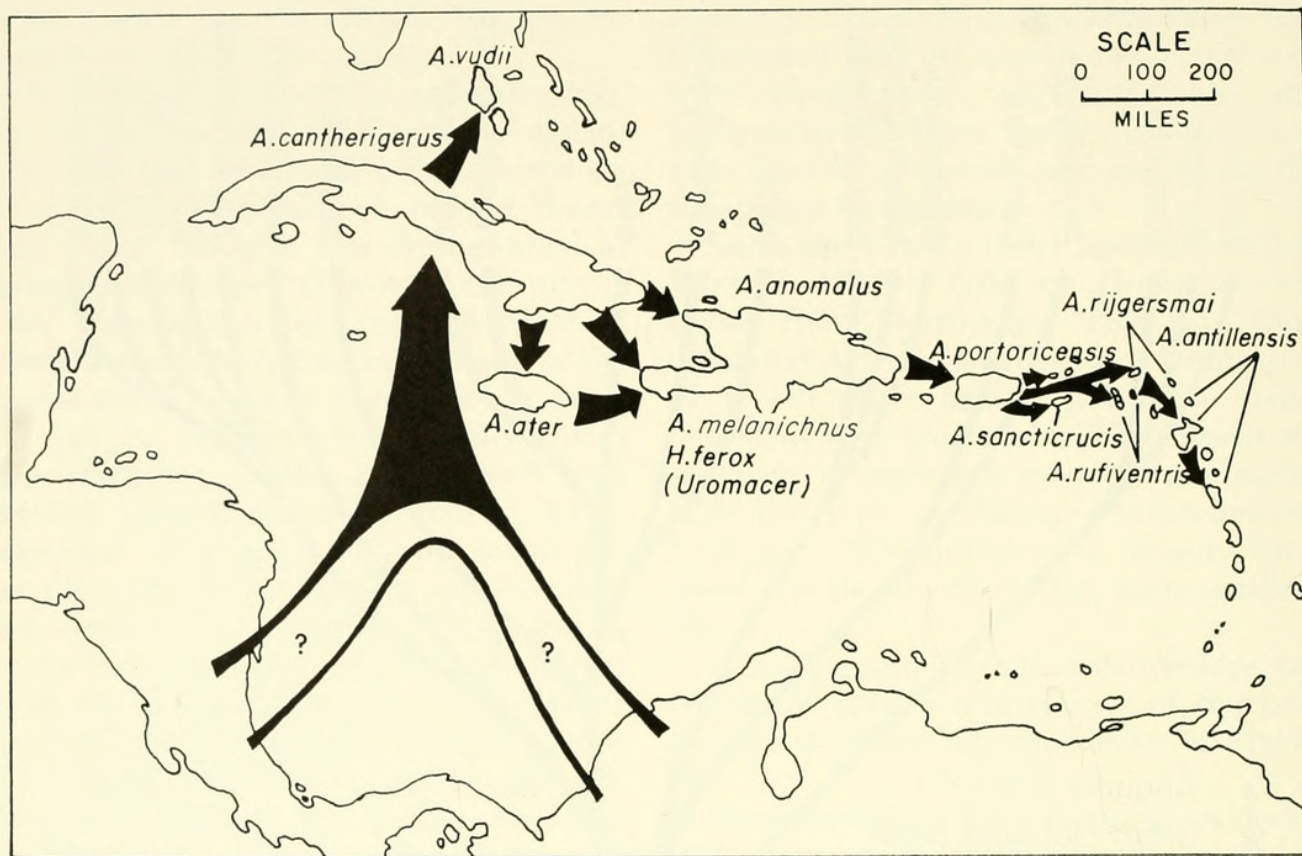 SCALE
0 100 200
MILES
A.vudii
A.cantherigerus
A.anomalus
A.rijgersmai
A.antillensis
A.portoricensis
A.ater
A.melanichnus
H.ferox
(Uromacer)
A.sancticrucis
A.rufiventris
?
?